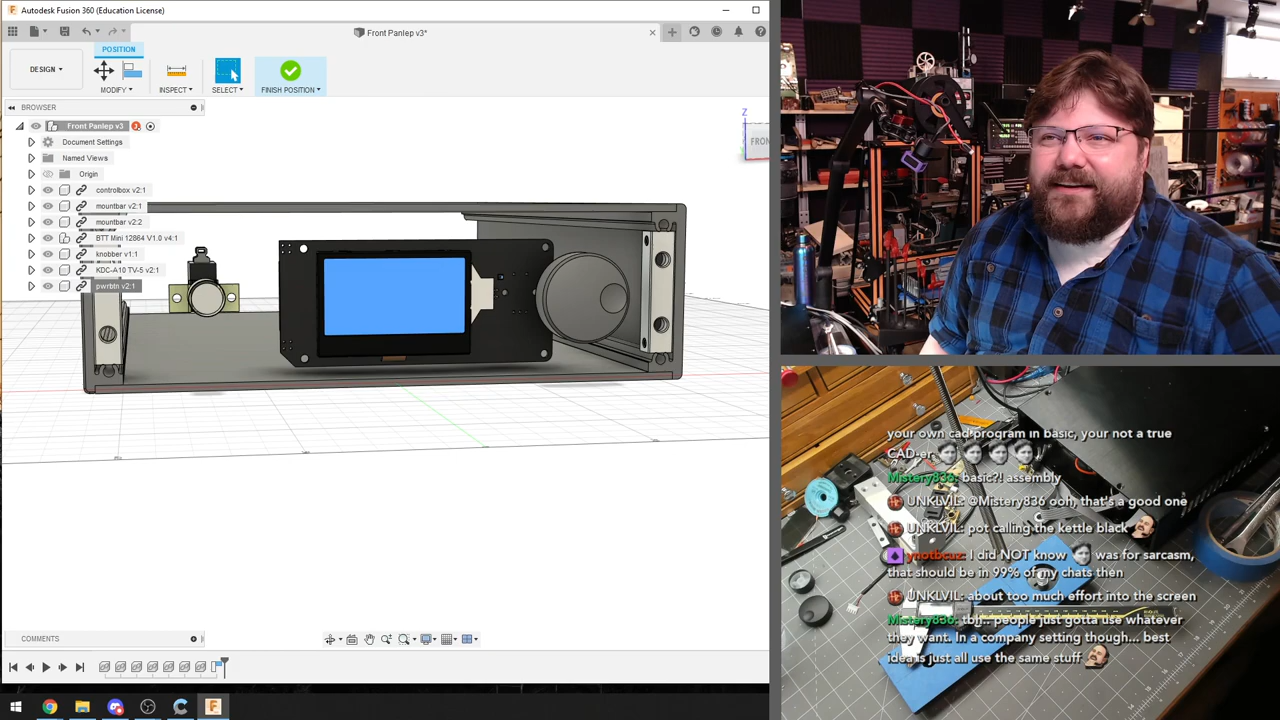 Autodesk Fusion 360 (Education License)
Front Panlep v3*
POSITION
DESIGN
MODIFY
INSPECT
SELECT
FINISH POSITION
BROWSER
Front Panlep v3
Document Settings
Named Views
Origin
controlbox v2:1
mountbar v2:1
mountbar v2:2
BTT Mini 12864 V1.0 v4:1
knobber v1:1
KDC-A10 TV-5 v2:1
pwrbtn v2:1
Z
FRON
COMMENTS
your own cad program in basic, your not a true
CAD-er
Mistery836: basic?! assembly
UNKLVIL: @Mistery836 ooh, that's a good one
UNKLVIL: pot calling the kettle black
ynotbcuz: I did NOT know was for sarcasm,
that should be in 99% of my chats then
UNKLVIL: about too much effort into the screen
Mistery836: tbh.. people just gotta use whatever
they want. In a company setting though... best
idea is just all use the same stuff